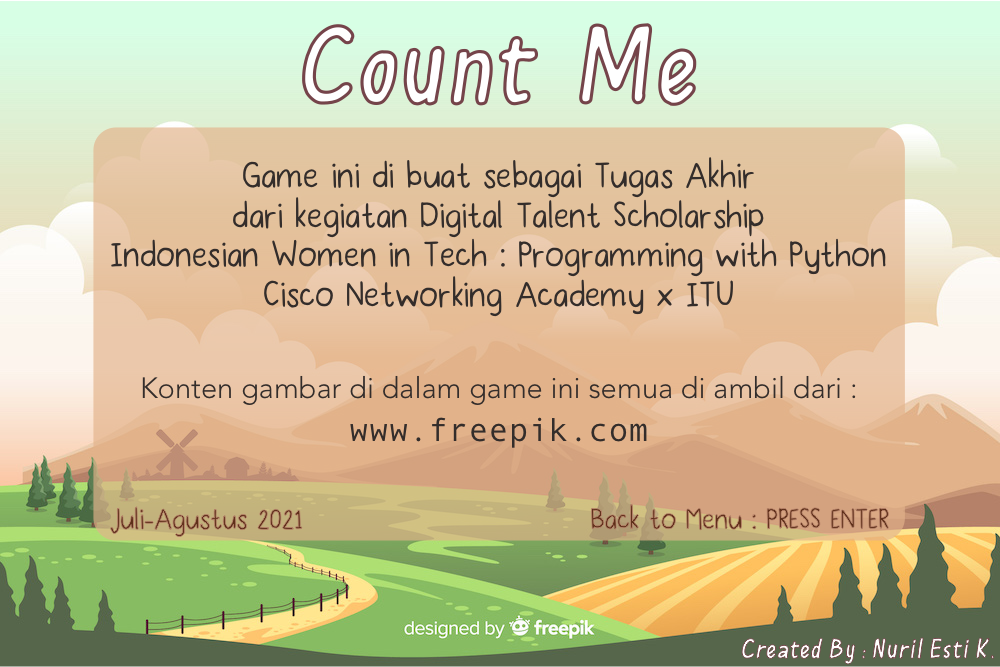 Count Me
Game ini di buat sebagai Tugas Akhir
dari kegiatan Digital Talent Scholarship
Indonesian Women in Tech : Programming with Python
Cisco Networking Academy x ITU
Konten gambar di dalam game ini semua di ambil dari :
www.freepik.com
Juli-Agustus 2021
Back to Menu : PRESS ENTER
designed by freepik
Created By : Nuril Esti K.